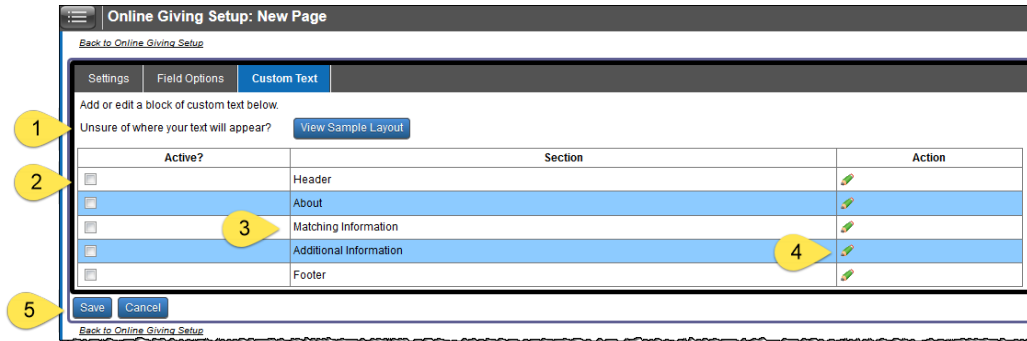 Online Giving Setup: New Page
Back to Online Giving Setup
Settings Field Options Custom Text
Add or edit a block of custom text below.
1 Unsure of where your text will appear? View Sample Layout
Active? Section Action
2 Header
About
3 Matching Information
Additional Information 4
Footer
5 Save Cancel
Back to Online Giving Setup